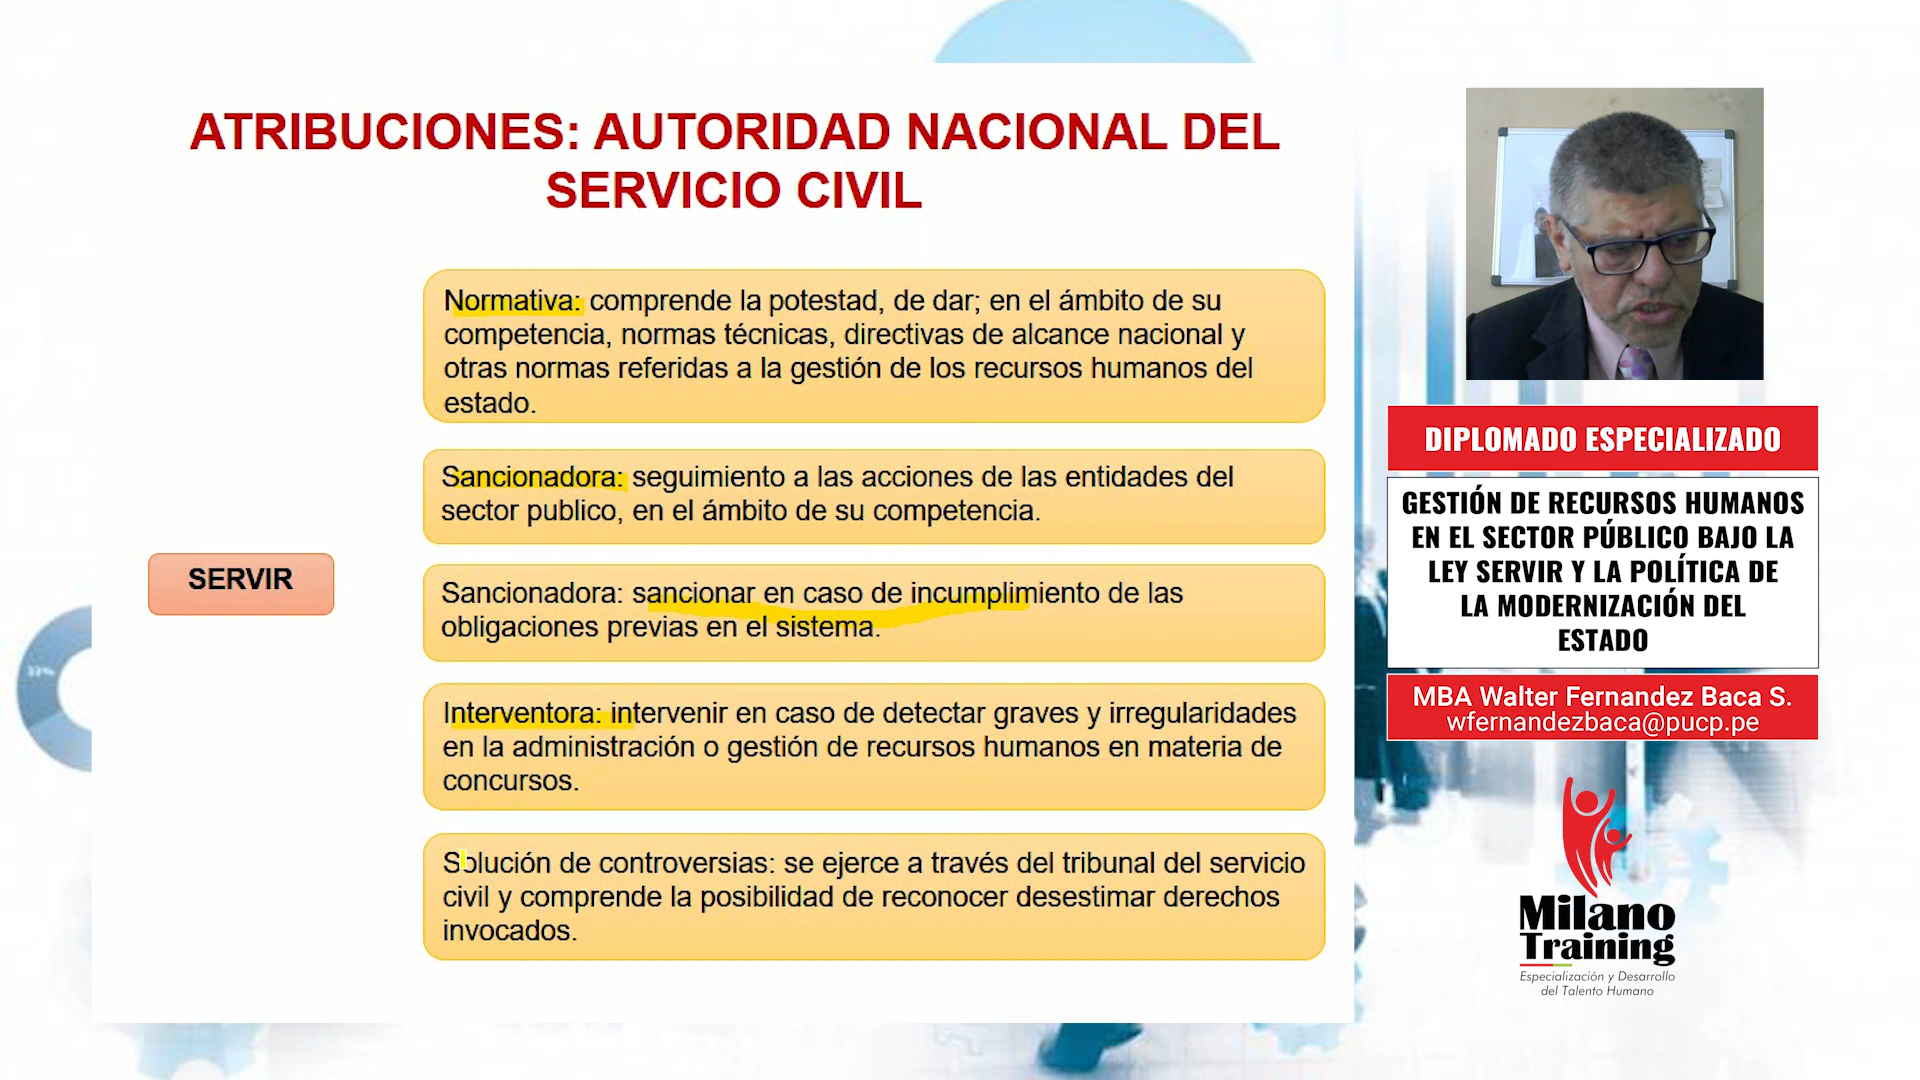 ATRIBUCIONES: AUTORIDAD NACIONAL DEL
SERVICIO CIVIL
SERVIR
Normativa: comprende la potestad, de dar; en el ámbito de su
competencia, normas técnicas, directivas de alcance nacional y
otras normas referidas a la gestión de los recursos humanos del
estado.
Sancionadora: seguimiento a las acciones de las entidades del
sector publico, en el ámbito de su competencia.
Sancionadora: sancionar en caso de incumplimiento de las
obligaciones previas en el sistema.
Interventora: intervenir en caso de detectar graves y irregularidades
en la administración o gestión de recursos humanos en materia de
concursos.
Solución de controversias: se ejerce a través del tribunal del servicio
civil y comprende la posibilidad de reconocer desestimar derechos
invocados.
DIPLOMADO ESPECIALIZADO
GESTIÓN DE RECURSOS HUMANOS
EN EL SECTOR PÚBLICO BAJO LA
LEY SERVIR Y LA POLÍTICA DE
LA MODERNIZACIÓN DEL
ESTADO
MBA Walter Fernandez Baca S.
wfernandezbaca@pucp.pe
Milano
Training
Especialización y Desarrollo
del Talento Humano